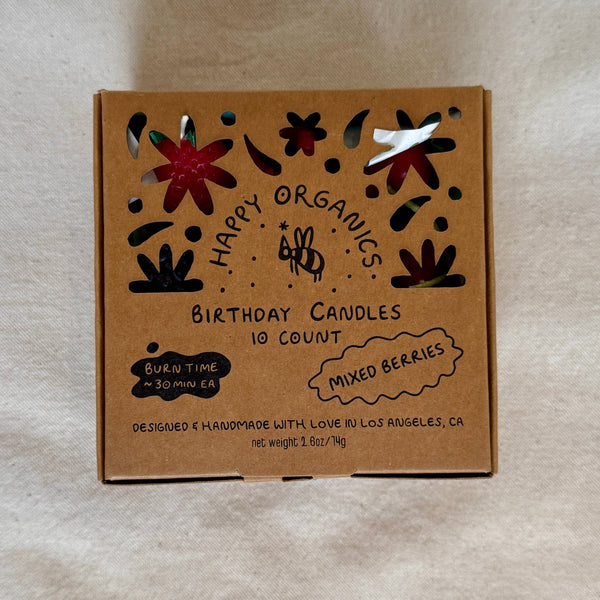 HAPPY ORGANICS
BIRTHDAY CANDLES
10 COUNT
BURN TIME
~30 MIN EA
MIXED BERRIES
DESIGNED & HANDMADE WITH LOVE IN LOS ANGELES, CA
net weight 2.6oz/74g